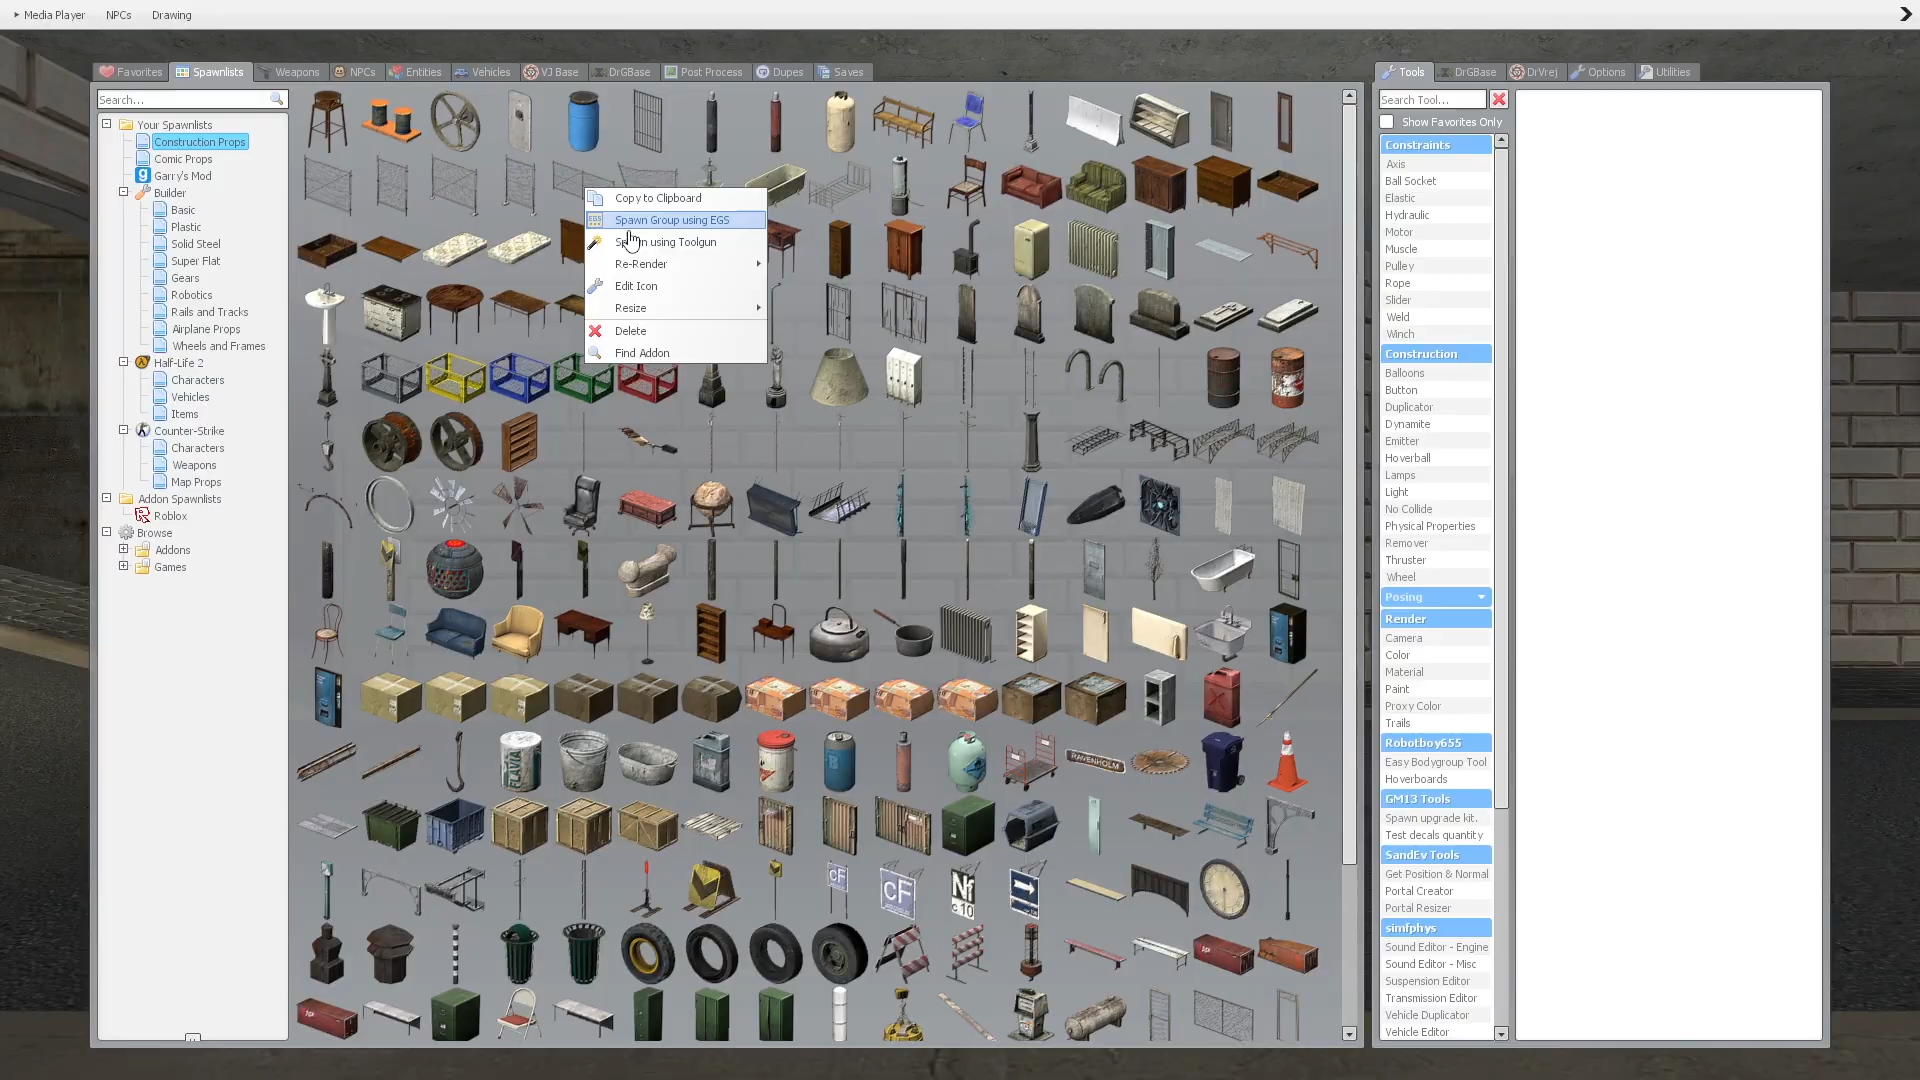 Media Player NPCs Drawing
Favorites Spawnlists Weapons NPCs Entities Vehicles VJ Base DrGBase Post Process Dupes Saves
Search...
Your Spawnlists
Construction Props
Comic Props
Garry's Mod
Builder
Basic
Plastic
Solid Steel
Super Flat
Gears
Robotics
Rails and Tracks
Airplane Props
Wheels and Frames
Half-Life 2
Characters
Vehicles
Items
Counter-Strike
Characters
Weapons
Map Props
Addon Spawnlists
Roblox
Browse
Addons
Games
Copy to Clipboard
EGS Spawn Group using EGS
using Toolgun
Re-Render
Edit Icon
Resize
Delete
Find Addon
RAVENHOLM
cF
cF
Nf
c 10
Tools DrGBase DrVrej Options Utilities
Search Tool...
Show Favorites Only
Constraints
Axis
Ball Socket
Elastic
Hydraulic
Motor
Muscle
Pulley
Rope
Slider
Weld
Winch
Construction
Balloons
Button
Duplicator
Dynamite
Emitter
Hoverball
Lamps
Light
No Collide
Physical Properties
Remover
Thruster
Wheel
Posing
Render
Camera
Color
Material
Paint
Proxy Color
Trails
Robotboy655
Easy Bodygroup Tool
Hoverboards
GM13 Tools
Spawn upgrade kit.
Test decals quantity
SandEv Tools
Get Position & Normal
Portal Creator
Portal Resizer
simfphys
Sound Editor - Engine
Sound Editor - Misc
Suspension Editor
Transmission Editor
Vehicle Duplicator
Vehicle Editor